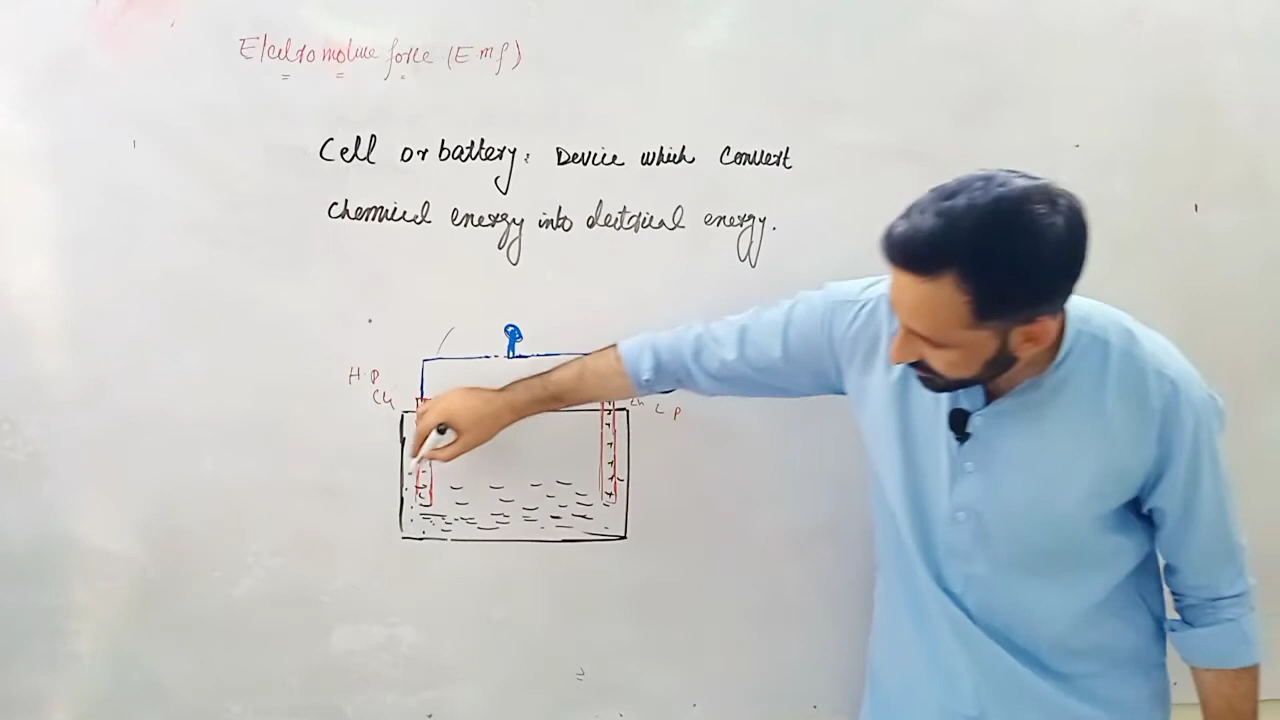 Electromotive force (Emf)
Cell or battery: Device which convert
chemical energy into electrical energy.
H.P
Cu
Zn L P